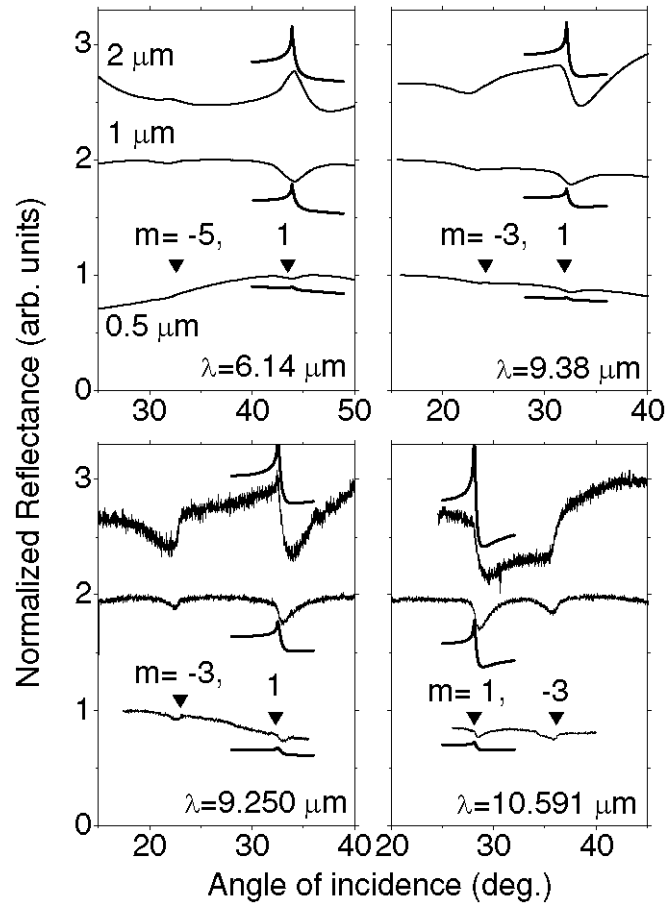 3
2 μm
2
1 μm
m= -5, 1
1
0.5 μm
λ=6.14 μm
0
30 40 50
m= -3, 1
λ=9.38 μm
20 30 40
3
2
m= -3, 1
1
λ=9.250 μm
0
20 30 40
m= 1, -3
λ=10.591 μm
20 30 40
Normalized Reflectance (arb. units)
Angle of incidence (deg.)